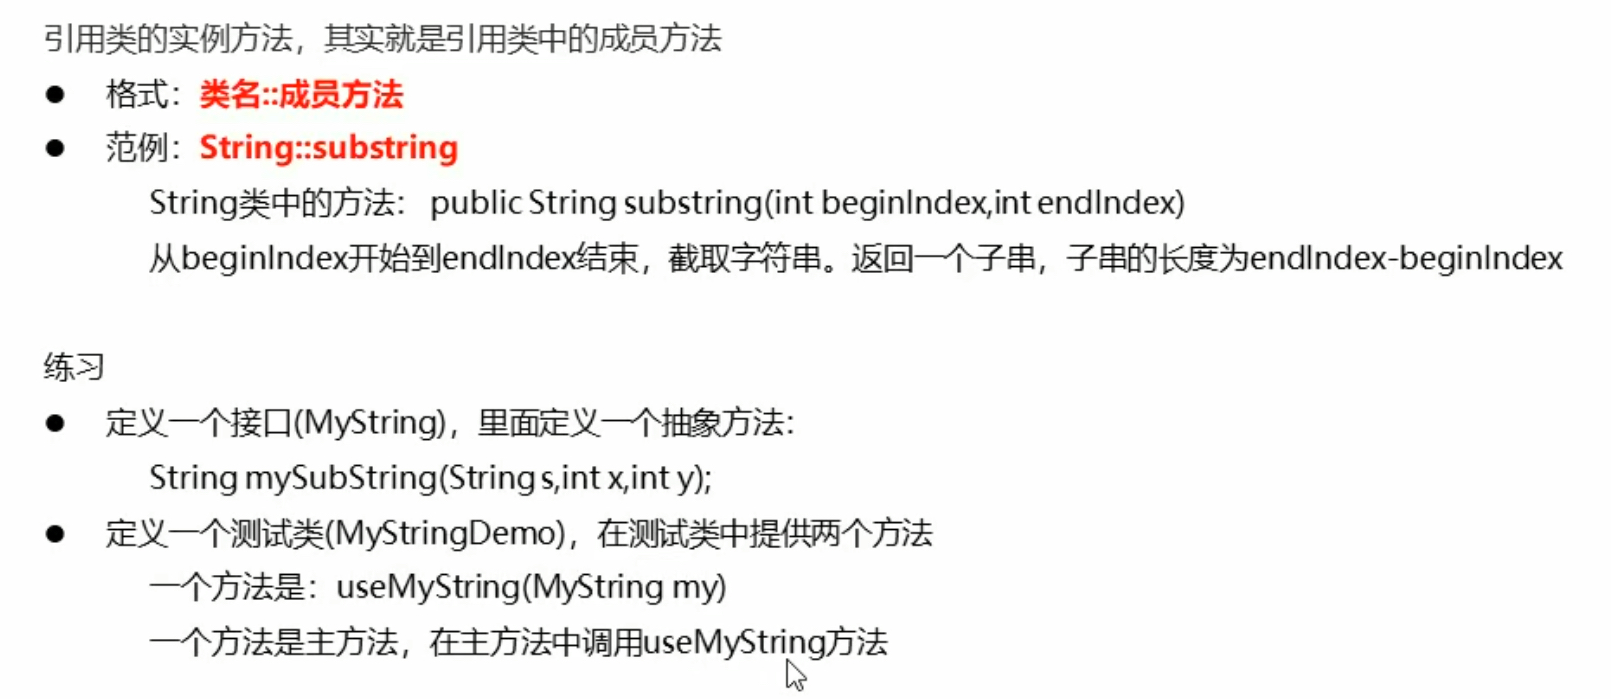 引用类的实例方法，其实就是引用类中的成员方法
● 格式：类名::成员方法
● 范例：String::substring
String类中的方法： public String substring(int beginIndex,int endIndex)
从beginIndex开始到endIndex结束，截取字符串。返回一个子串，子串的长度为endIndex-beginIndex
练习
● 定义一个接口(MyString)，里面定义一个抽象方法：
String mySubString(String s,int x,int y);
● 定义一个测试类(MyStringDemo)，在测试类中提供两个方法
一个方法是：useMyString(MyString my)
一个方法是主方法，在主方法中调用useMyString方法